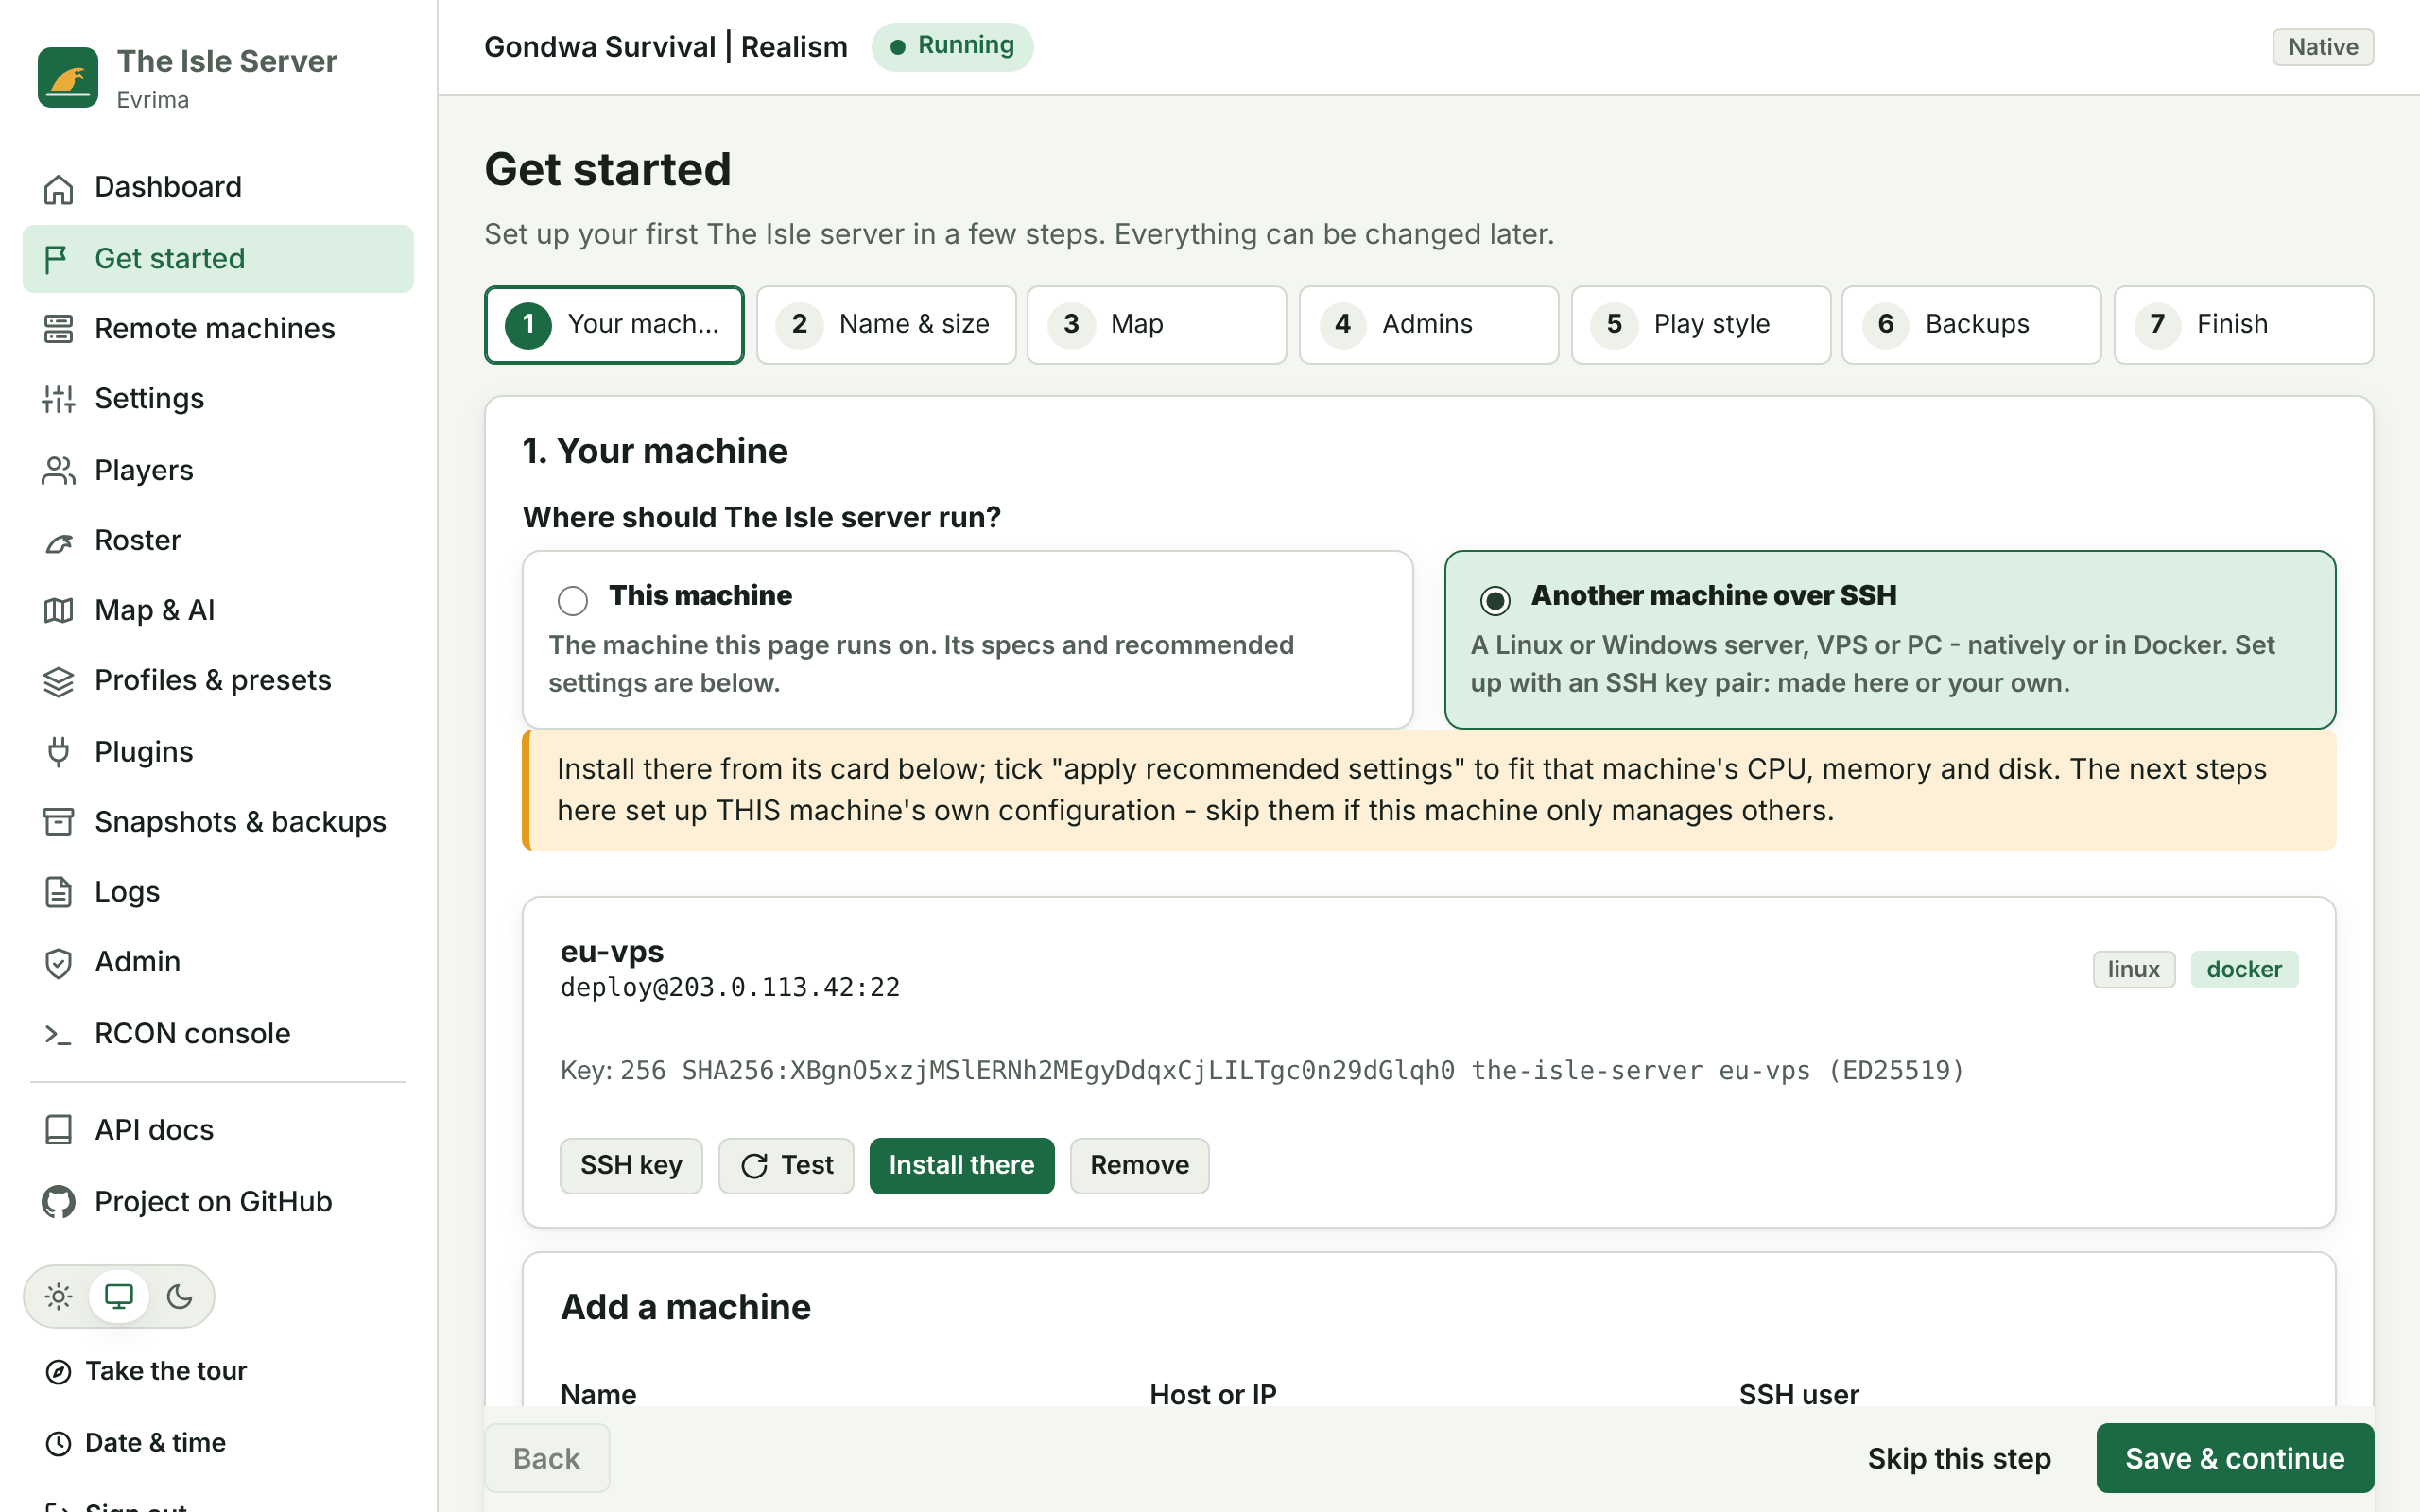 The Isle Server
Evrima
Dashboard
Get started
Remote machines
Settings
Players
Roster
Map & AI
Profiles & presets
Plugins
Snapshots & backups
Logs
Admin
RCON console
API docs
Project on GitHub
Take the tour
Date & time
Sign out
Gondwa Survival | Realism
Running
Native
Get started
Set up your first The Isle server in a few steps. Everything can be changed later.
1 Your mach...
2 Name & size
3 Map
4 Admins
5 Play style
6 Backups
7 Finish
1. Your machine
Where should The Isle server run?
This machine
The machine this page runs on. Its specs and recommended
settings are below.
Another machine over SSH
A Linux or Windows server, VPS or PC - natively or in Docker. Set
up with an SSH key pair: made here or your own.
Install there from its card below; tick "apply recommended settings" to fit that machine's CPU, memory and disk. The next steps
here set up THIS machine's own configuration - skip them if this machine only manages others.
eu-vps
deploy@203.0.113.42:22
linux
docker
Key: 256 SHA256:XBgnO5xzjMSlERNh2MEgyDdqxCjLILTgc0n29dGlqh0 the-isle-server eu-vps (ED25519)
SSH key
Test
Install there
Remove
Add a machine
Name
Host or IP
SSH user
Back
Skip this step
Save & continue